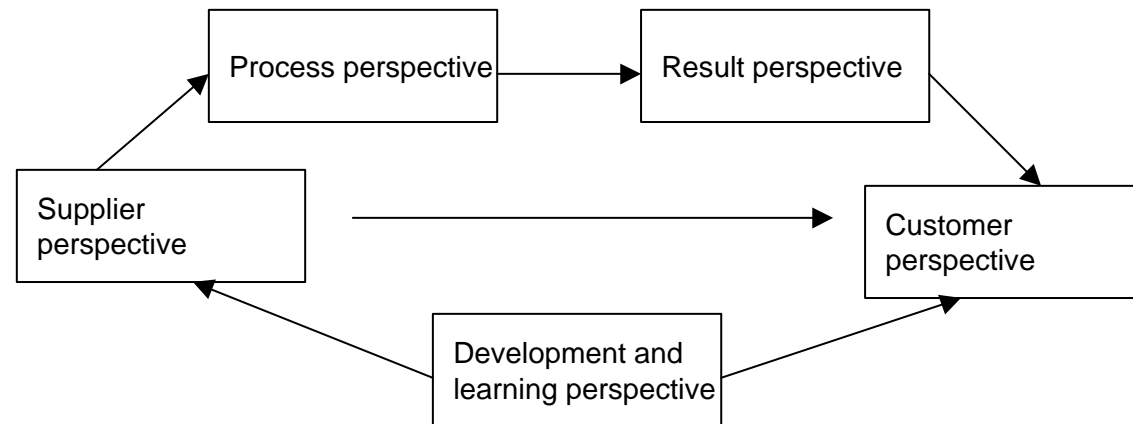 Process perspective
Result perspective
Supplier
perspective
Customer
perspective
Development and
learning perspective